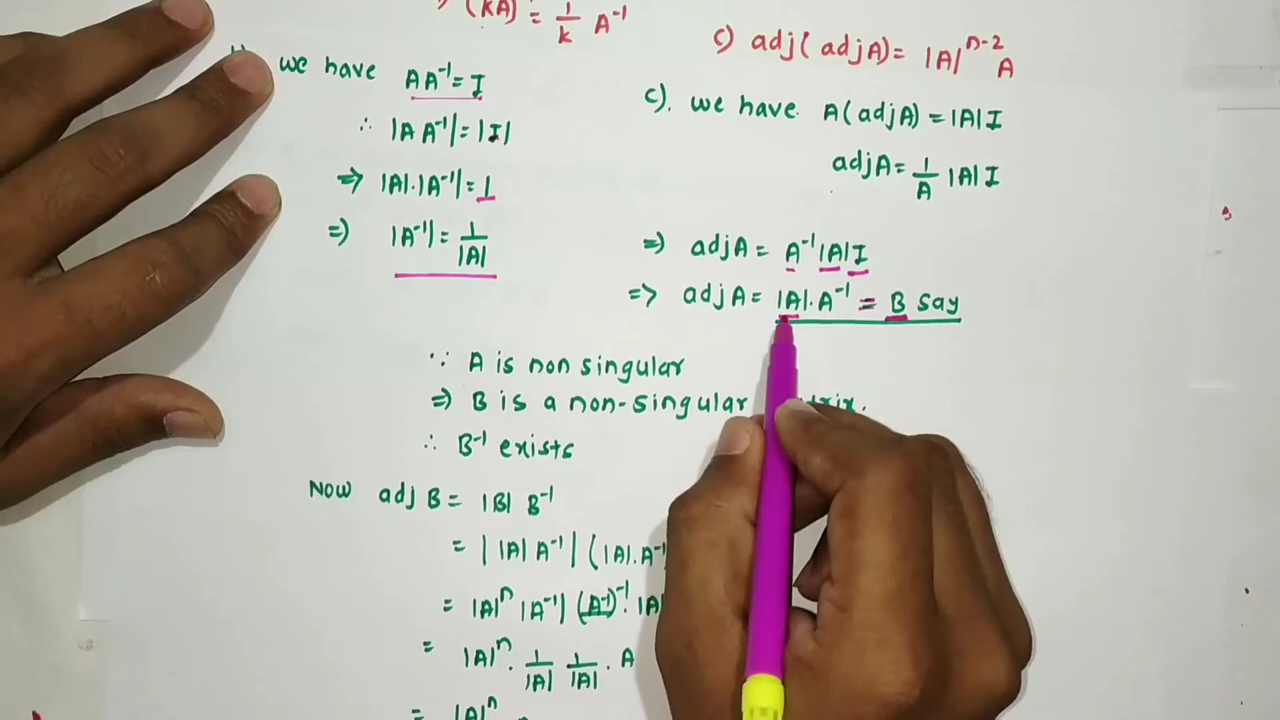 (KA) = 1/k A⁻¹
c) adj(adjA) = |A|ⁿ⁻² A
we have AA⁻¹ = I
∴ |A A⁻¹| = |I|
⇒ |A|.|A⁻¹| = 1
=) |A⁻¹| = 1/|A|
c). we have A(adjA) = |A| I
adjA = 1/A |A| I
=) adjA = A⁻¹|A| I
=> adjA = |A|.A⁻¹ = B say
∵ A is non singular
=) B is a non-singular
∴ B⁻¹ exists
Now adj B = |B| B⁻¹
= | |A| A⁻¹| (|A|.A⁻¹
= |A|ⁿ |A⁻¹| (A⁻¹)⁻¹. |A|
= |A|ⁿ. 1/|A| 1/|A| . A
= |A|ⁿ